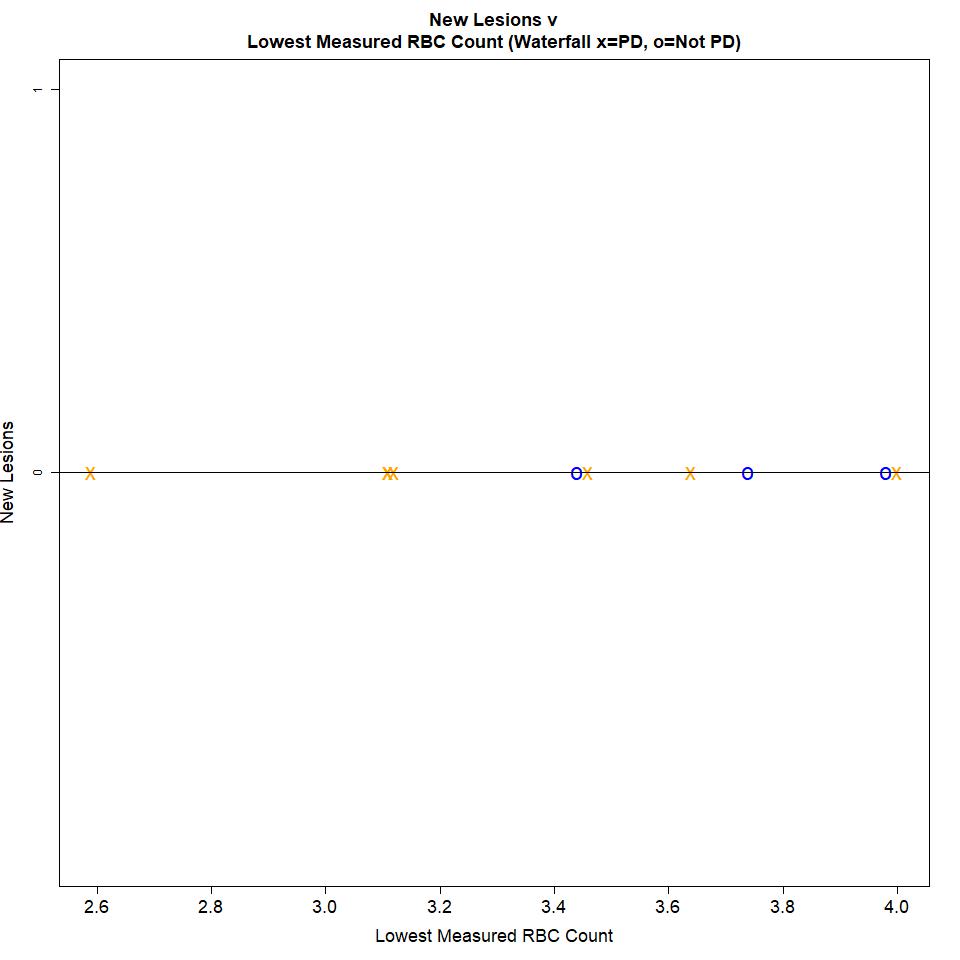 New Lesions v
Lowest Measured RBC Count (Waterfall x=PD, o=Not PD)
1
New Lesions
0
x xx o x x o o x
2.6 2.8 3.0 3.2 3.4 3.6 3.8 4.0
Lowest Measured RBC Count